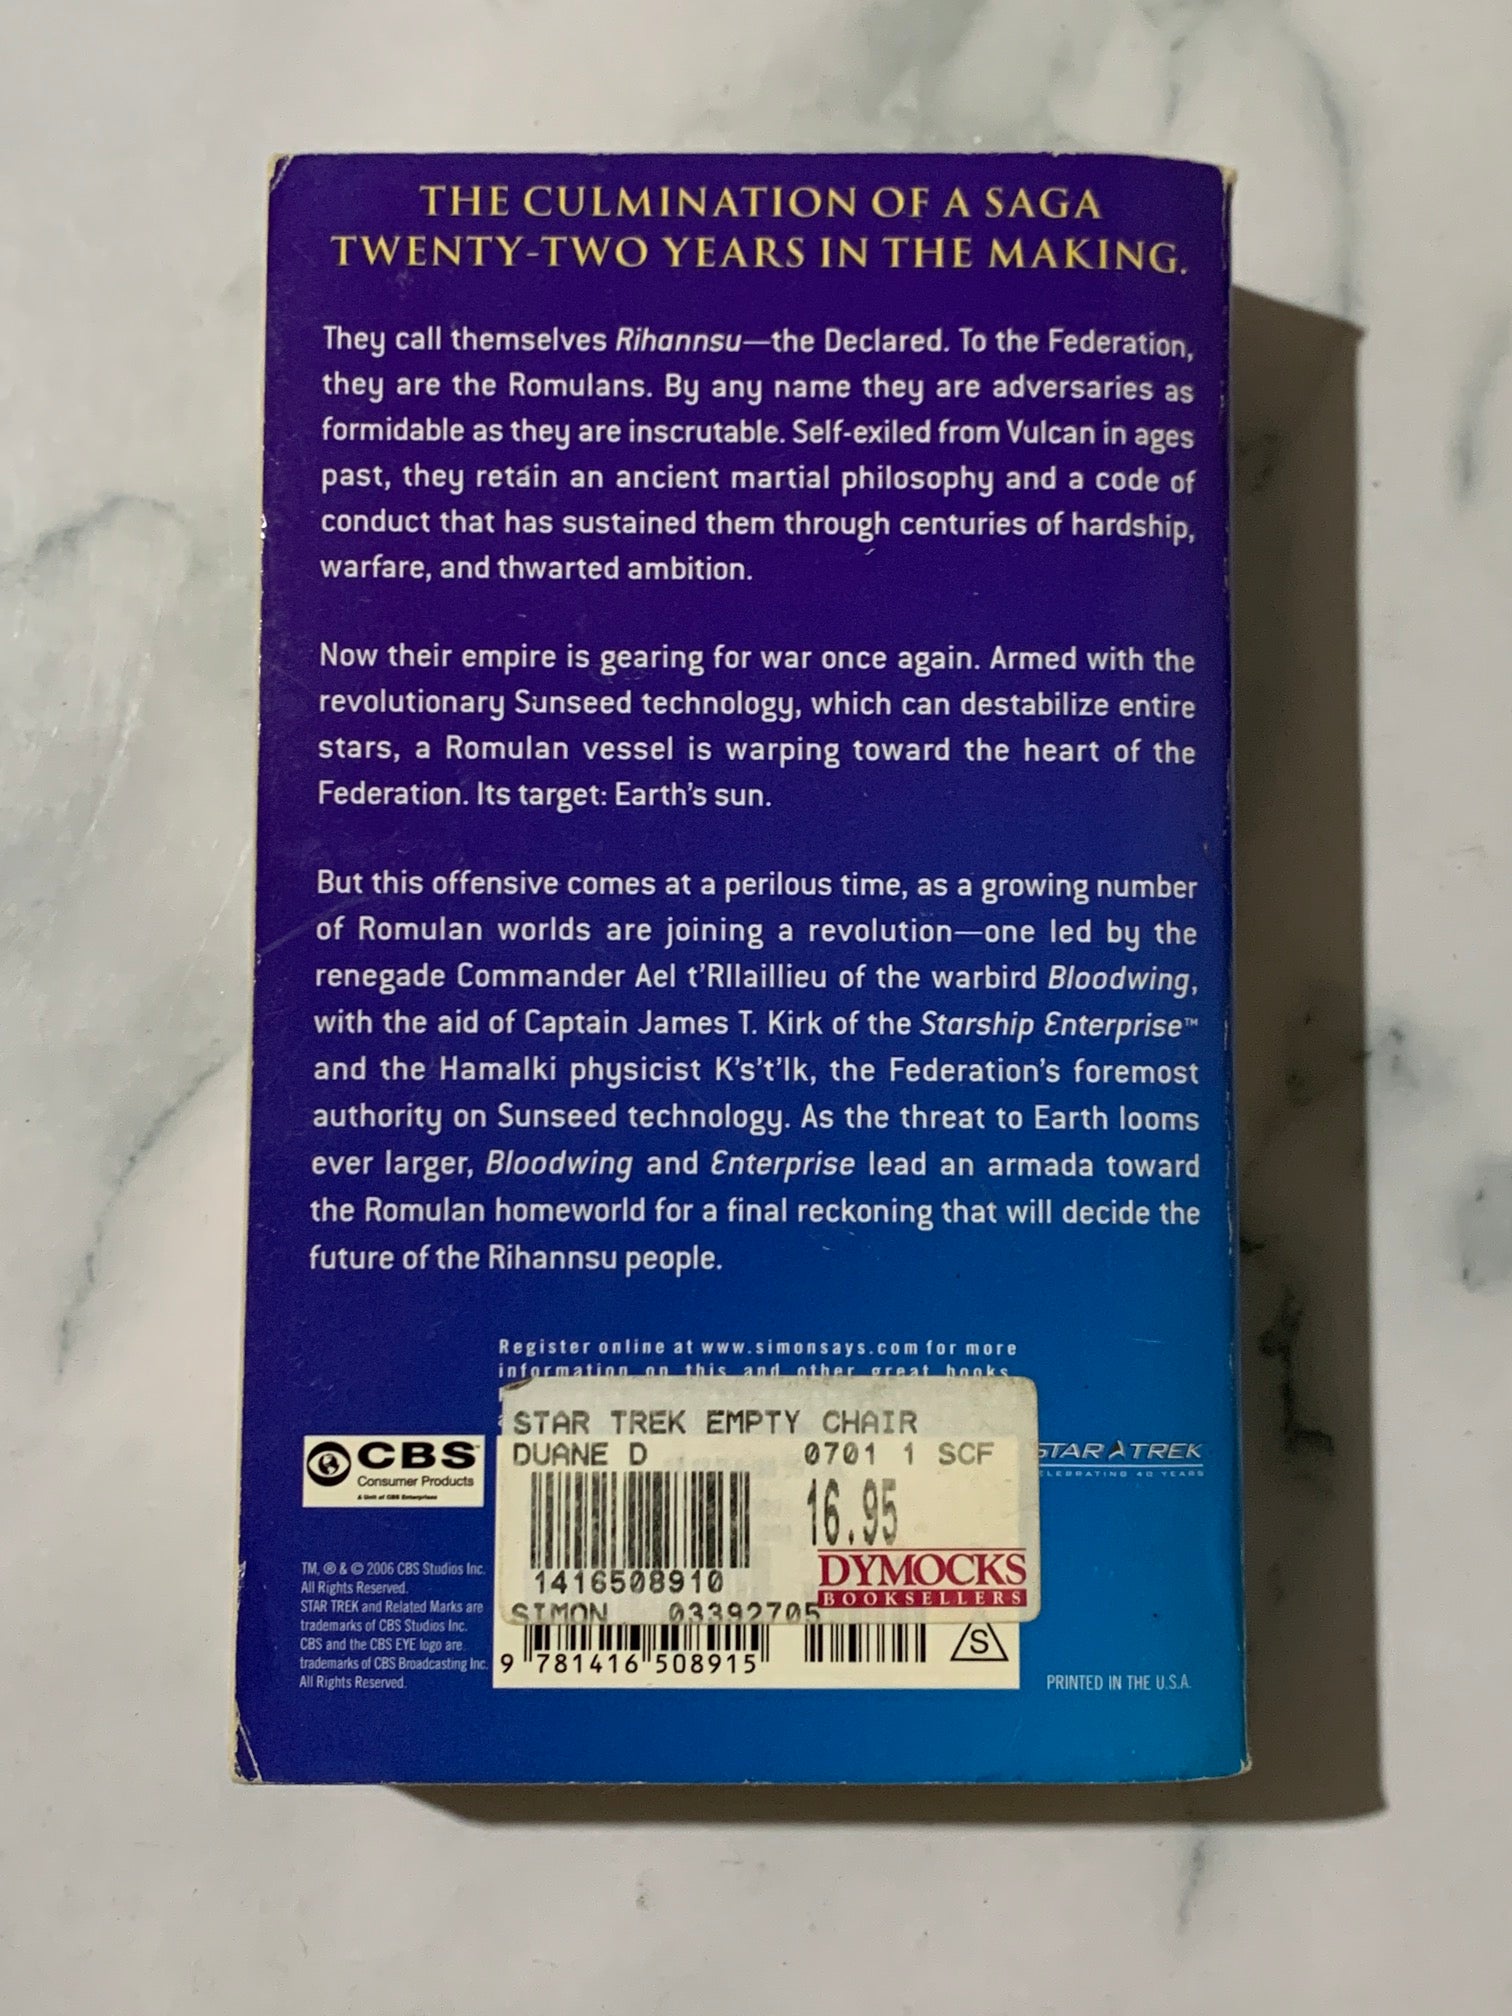 THE CULMINATION OF A SAGA
TWENTY-TWO YEARS IN THE MAKING.
They call themselves Rihannsu—the Declared. To the Federation,
they are the Romulans. By any name they are adversaries as
formidable as they are inscrutable. Self-exiled from Vulcan in ages
past, they retain an ancient martial philosophy and a code of
conduct that has sustained them through centuries of hardship,
warfare, and thwarted ambition.
Now their empire is gearing for war once again. Armed with the
revolutionary Sunseed technology, which can destabilize entire
stars, a Romulan vessel is warping toward the heart of the
Federation. Its target: Earth's sun.
But this offensive comes at a perilous time, as a growing number
of Romulan worlds are joining a revolution—one led by the
renegade Commander Ael t'Rllaillieu of the warbird Bloodwing,
with the aid of Captain James T. Kirk of the Starship Enterprise™
and the Hamalki physicist K's't'lk, the Federation's foremost
authority on Sunseed technology. As the threat to Earth looms
ever larger, Bloodwing and Enterprise lead an armada toward
the Romulan homeworld for a final reckoning that will decide the
future of the Rihannsu people.
Register online at www.simonsays.com for more
information on this and other great books
STAR TREK EMPTY CHAIR
DUANE D 0701 1 SCF
16.95
DYMOCKS
BOOKSELLERS
1416508910
SIMON 03392705
9 781416 508915
S
CBS™
Consumer Products
A Unit of CBS Enterprises
STAR TREK
CELEBRATING 40 YEARS
TM, ® & © 2006 CBS Studios Inc.
All Rights Reserved.
STAR TREK and Related Marks are
trademarks of CBS Studios Inc.
CBS and the CBS EYE logo are
trademarks of CBS Broadcasting Inc.
All Rights Reserved.
PRINTED IN THE U.S.A.